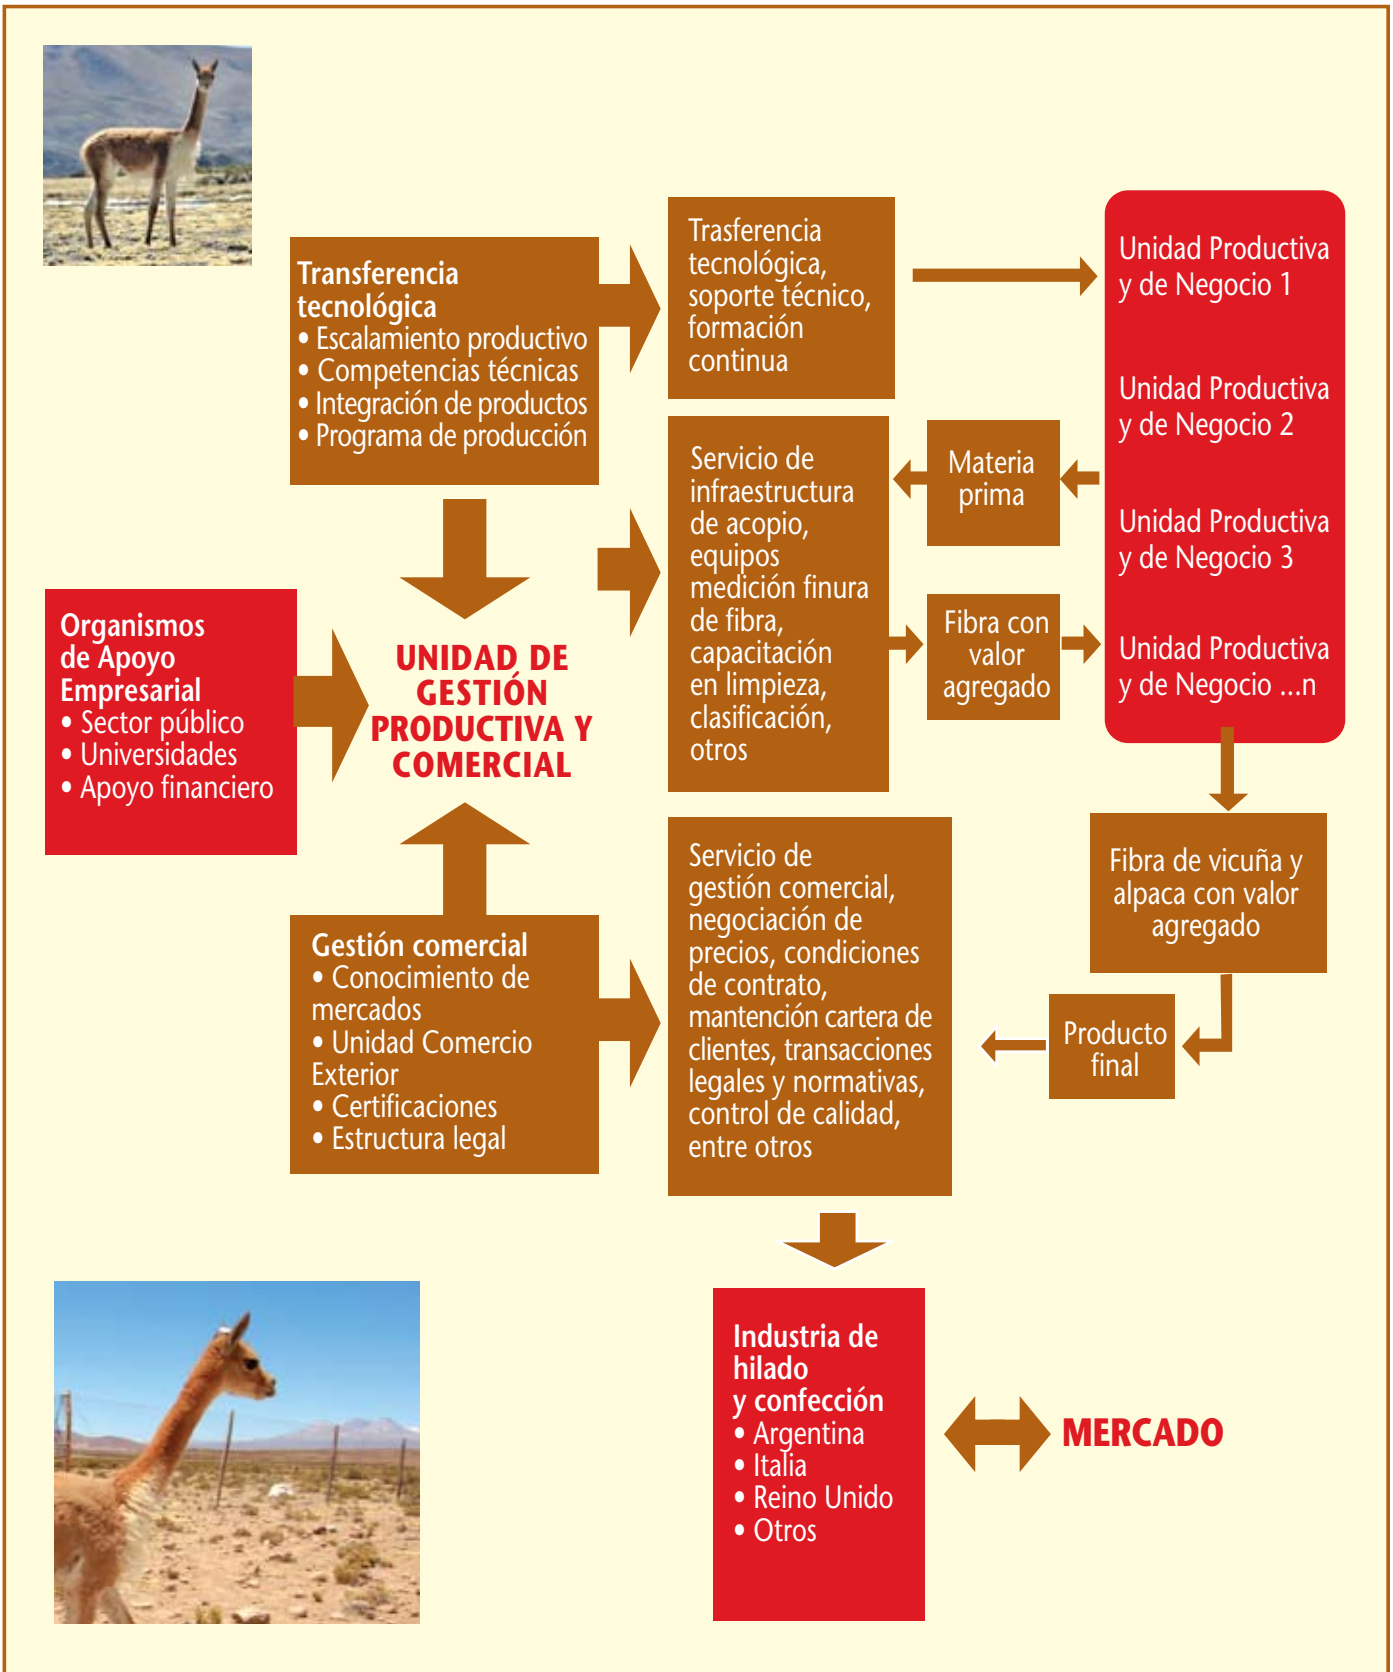 Transferencia
tecnológica
• Escalamiento productivo
• Competencias técnicas
• Integración de productos
• Programa de producción
Trasferencia
tecnológica,
soporte técnico,
formación
continua
Unidad Productiva
y de Negocio 1
Unidad Productiva
y de Negocio 2
Unidad Productiva
y de Negocio 3
Unidad Productiva
y de Negocio ...n
Servicio de
infraestructura
de acopio,
equipos
medición finura
de fibra,
capacitación
en limpieza,
clasificación,
otros
Materia
prima
Fibra con
valor
agregado
Organismos
de Apoyo
Empresarial
• Sector público
• Universidades
• Apoyo financiero
UNIDAD DE
GESTIÓN
PRODUCTIVA Y
COMERCIAL
Gestión comercial
• Conocimiento de
mercados
• Unidad Comercio
Exterior
• Certificaciones
• Estructura legal
Servicio de
gestión comercial,
negociación de
precios, condiciones
de contrato,
mantención cartera de
clientes, transacciones
legales y normativas,
control de calidad,
entre otros
Fibra de vicuña y
alpaca con valor
agregado
Producto
final
Industria de
hilado
y confección
• Argentina
• Italia
• Reino Unido
• Otros
MERCADO